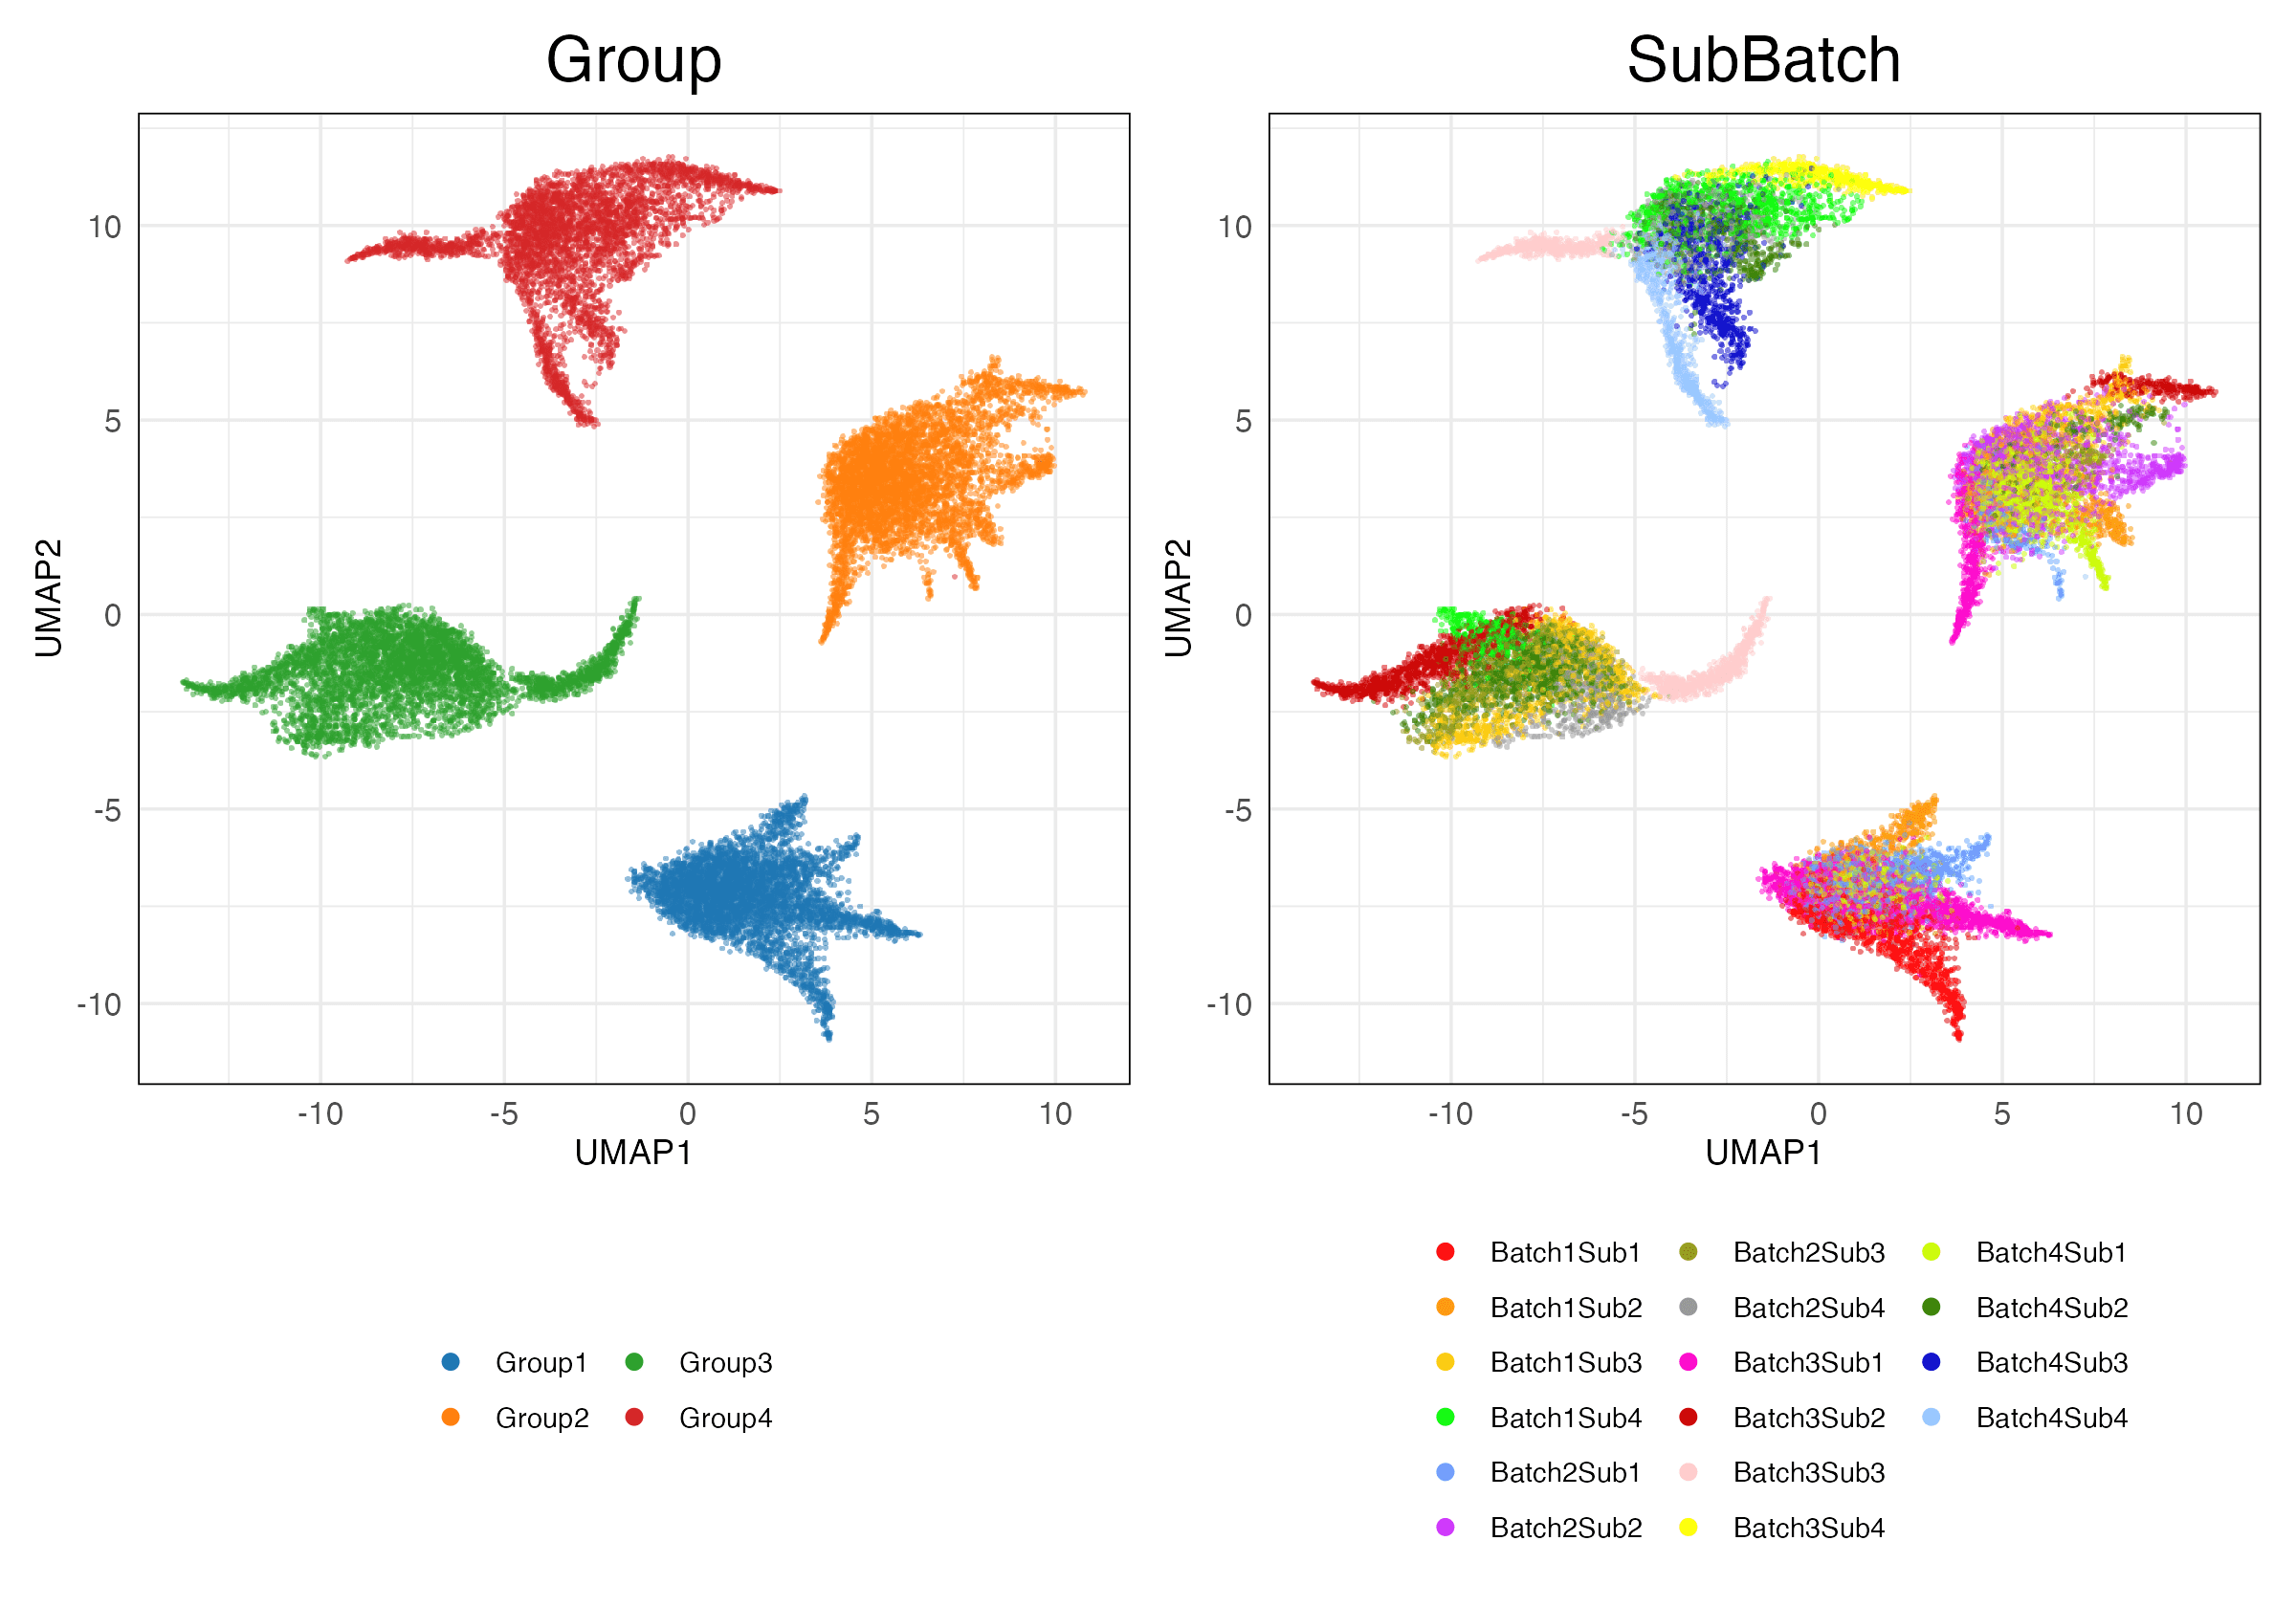 Group
SubBatch
10
5
0
-5
-10
UMAP2
-10
-5
0
5
10
UMAP1
10
5
0
-5
-10
UMAP2
-10
-5
0
5
10
UMAP1
Group1
Group2
Group3
Group4
Batch1Sub1
Batch1Sub2
Batch1Sub3
Batch1Sub4
Batch2Sub1
Batch2Sub2
Batch2Sub3
Batch2Sub4
Batch3Sub1
Batch3Sub2
Batch3Sub3
Batch3Sub4
Batch4Sub1
Batch4Sub2
Batch4Sub3
Batch4Sub4